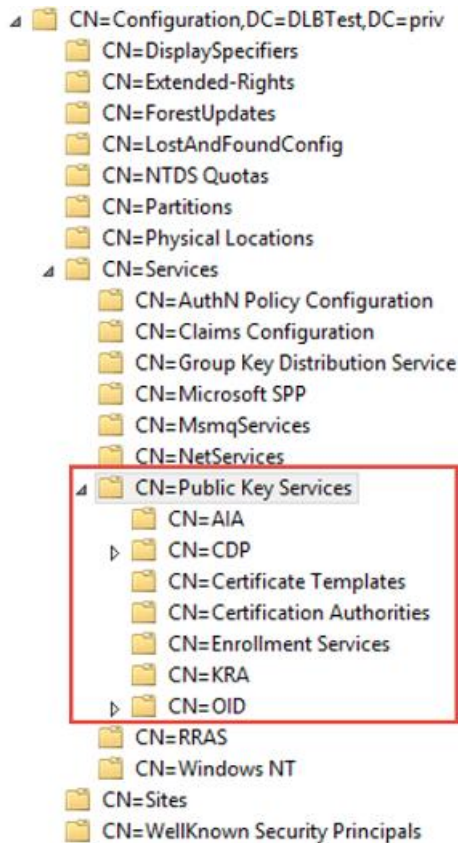 CN=Configuration,DC=DLBTest,DC=priv
CN=DisplaySpecifiers
CN=Extended-Rights
CN=ForestUpdates
CN=LostAndFoundConfig
CN=NTDS Quotas
CN=Partitions
CN=Physical Locations
CN=Services
CN=AuthN Policy Configuration
CN=Claims Configuration
CN=Group Key Distribution Service
CN=Microsoft SPP
CN=MsmqServices
CN=NetServices
CN=Public Key Services
CN=AIA
CN=CDP
CN=Certificate Templates
CN=Certification Authorities
CN=Enrollment Services
CN=KRA
CN=OID
CN=RRAS
CN=Windows NT
CN=Sites
CN=WellKnown Security Principals